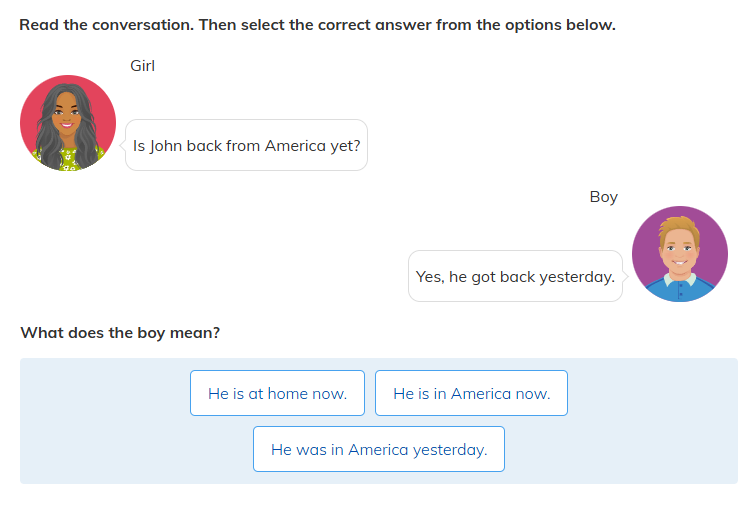 Read the conversation. Then select the correct answer from the options below.
Girl
Is John back from America yet?
Boy
Yes, he got back yesterday.
What does the boy mean?
He is at home now.
He is in America now.
He was in America yesterday.